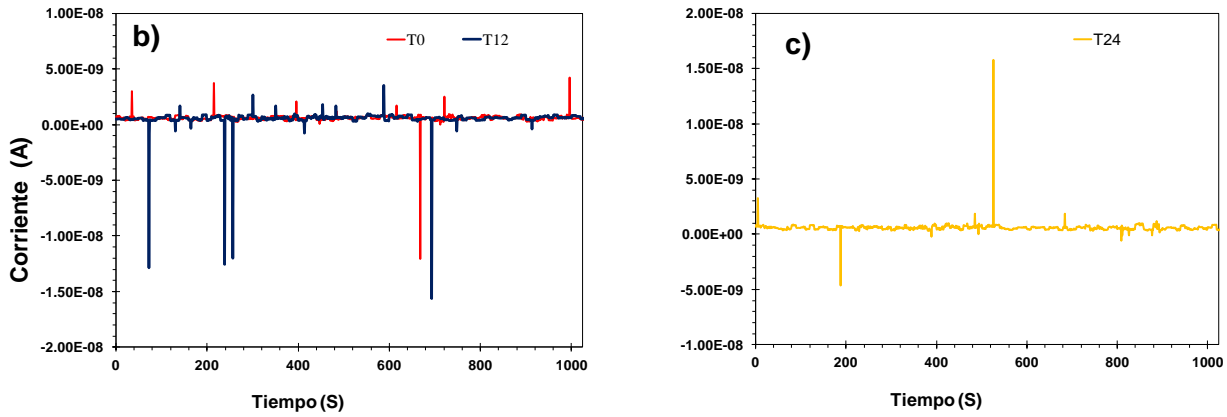 b)
T0
T12
1.00E-08
5.00E-09
0.00E+00
-5.00E-09
-1.00E-08
-1.50E-08
-2.00E-08
Corriente (A)
0
200
400
600
800
1000
Tiempo (S)
c)
T24
2.00E-08
1.50E-08
1.00E-08
5.00E-09
0.00E+00
-5.00E-09
-1.00E-08
0
200
400
600
800
1000
Tiempo (S)